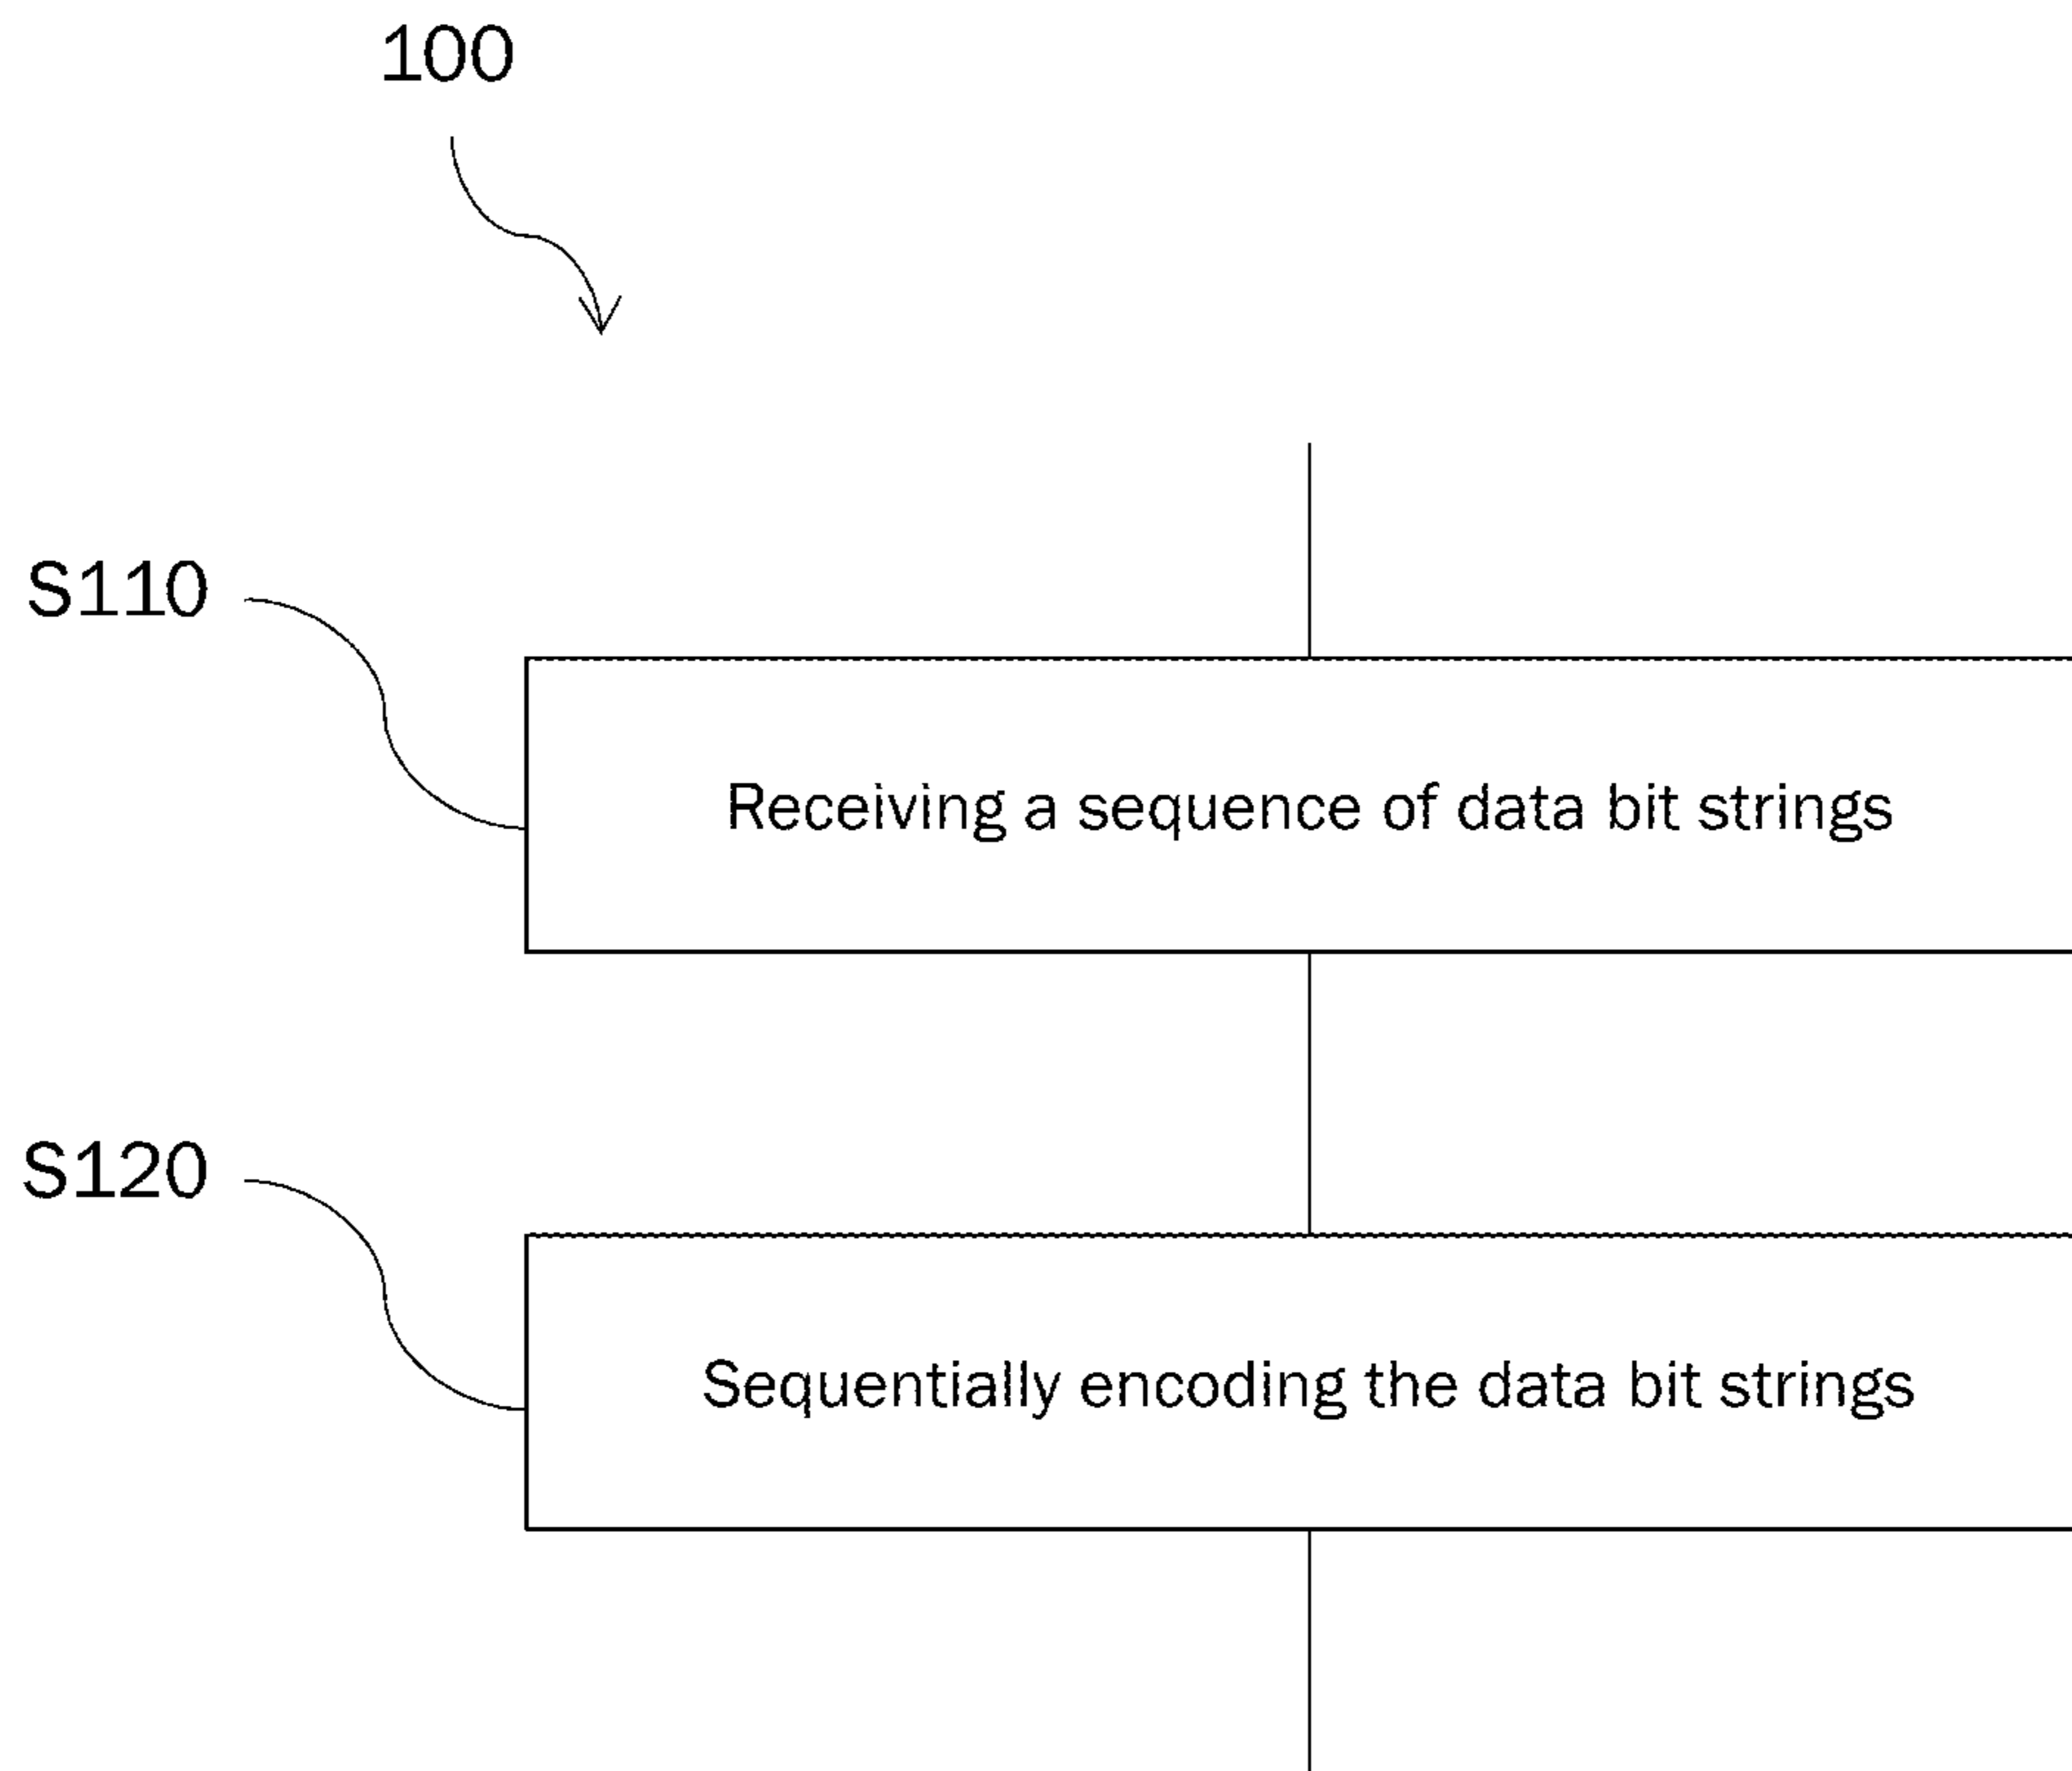 100
S110
Receiving a sequence of data bit strings
S120
Sequentially encoding the data bit strings